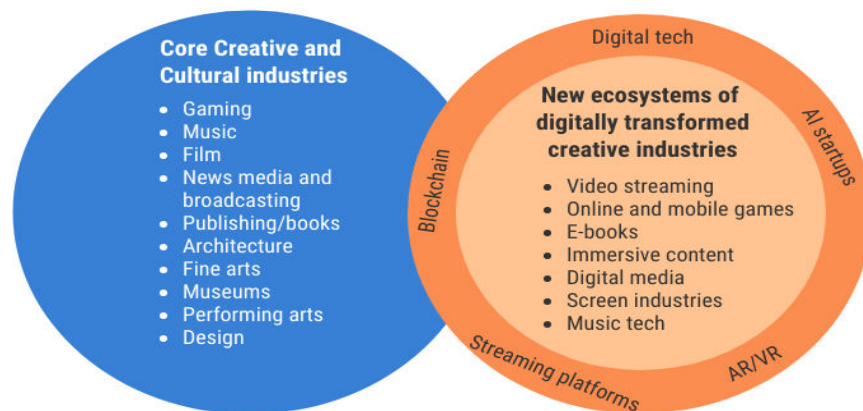 Core Creative and
Cultural industries
• Gaming
• Music
• Film
• News media and
broadcasting
• Publishing/books
• Architecture
• Fine arts
• Museums
• Performing arts
• Design
Digital tech
Blockchain
AI startups
New ecosystems of
digitally transformed
creative industries
• Video streaming
• Online and mobile games
• E-books
• Immersive content
• Digital media
• Screen industries
• Music tech
Streaming platforms
AR/VR